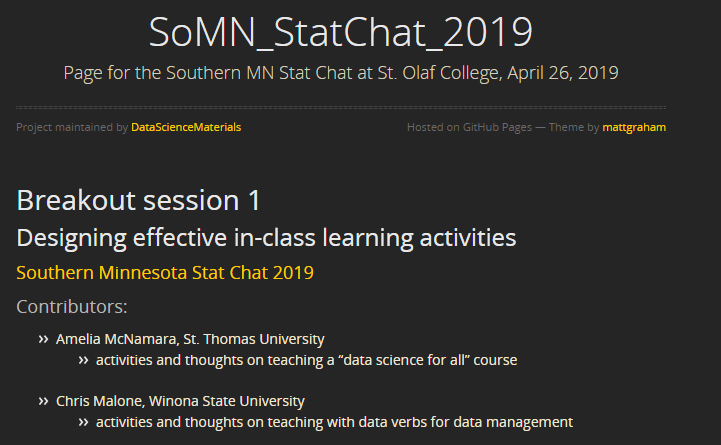 SoMN_StatChat_2019
Page for the Southern MN Stat Chat at St. Olaf College, April 26, 2019
Project maintained by DataScienceMaterials
Hosted on GitHub Pages — Theme by mattgraham
Breakout session 1
Designing effective in-class learning activities
Southern Minnesota Stat Chat 2019
Contributors:
›› Amelia McNamara, St. Thomas University
›› activities and thoughts on teaching a “data science for all” course
›› Chris Malone, Winona State University
›› activities and thoughts on teaching with data verbs for data management